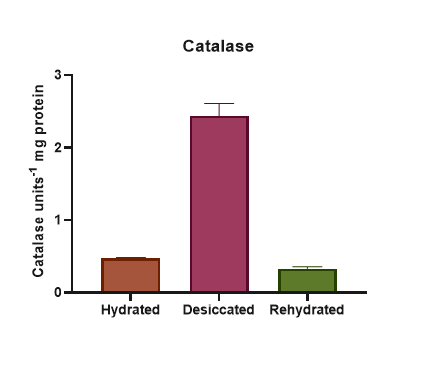 Catalase
Catalase units-1 mg protein
3
2
1
0
Hydrated Desiccated Rehydrated